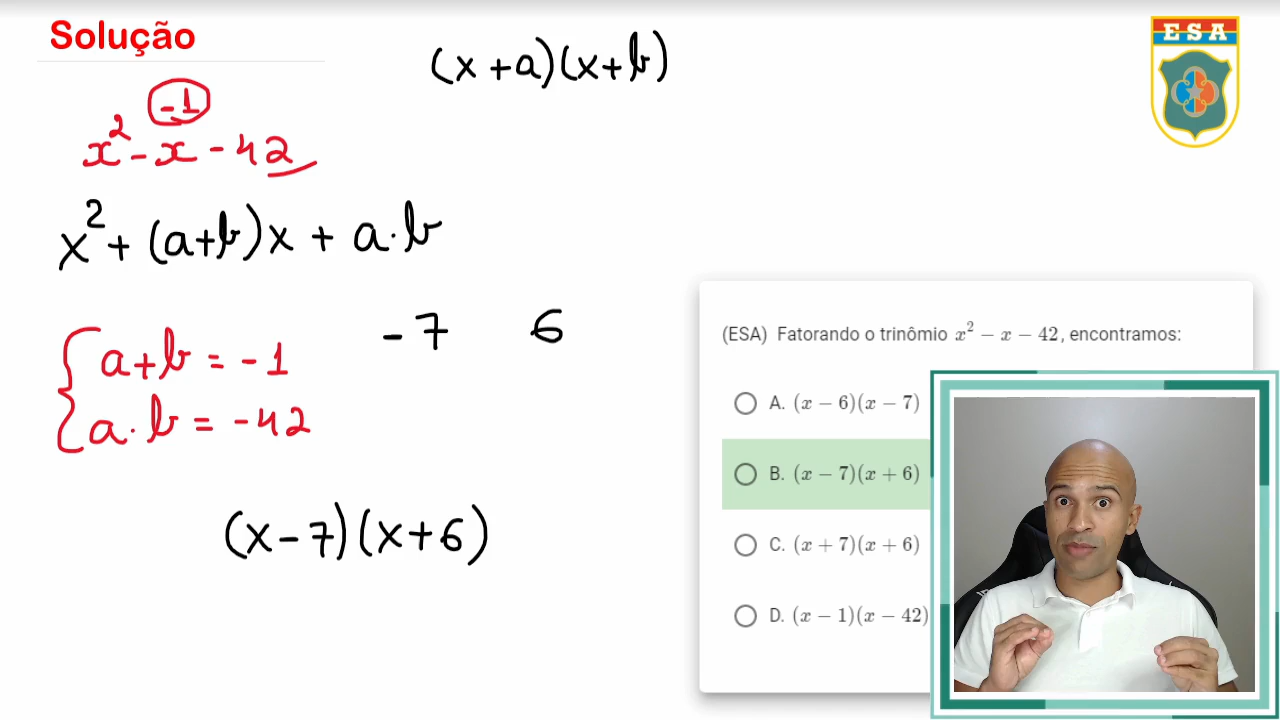 Solução
(x+a)(x+b)
ESA
-1
x² - x - 42
x² + (a+b)x + a·b
-7 6
a+b = -1
a·b = -42
(x-7)(x+6)
(ESA) Fatorando o trinômio x² − x − 42, encontramos:
A. (x − 6)(x − 7)
B. (x − 7)(x + 6)
C. (x + 7)(x + 6)
D. (x − 1)(x − 42)